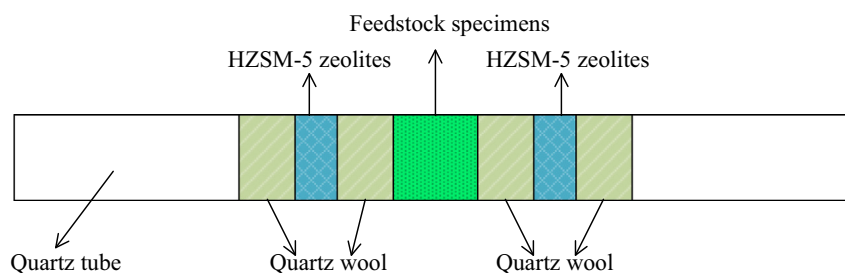 Feedstock specimens
HZSM-5 zeolites
HZSM-5 zeolites
Quartz tube
Quartz wool
Quartz wool